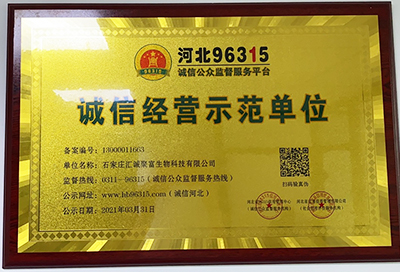 河北96315
诚信公众监督服务平台
诚信经营示范单位
备案编号：13000011663
单位名称：石家庄汇诚聚富生物科技有限公司
监督热线：0311-96315（诚信公众监督服务热线）
公示网址：www.hb96315.com（诚信河北）
公示日期：2021年03月31日
扫码验真伪